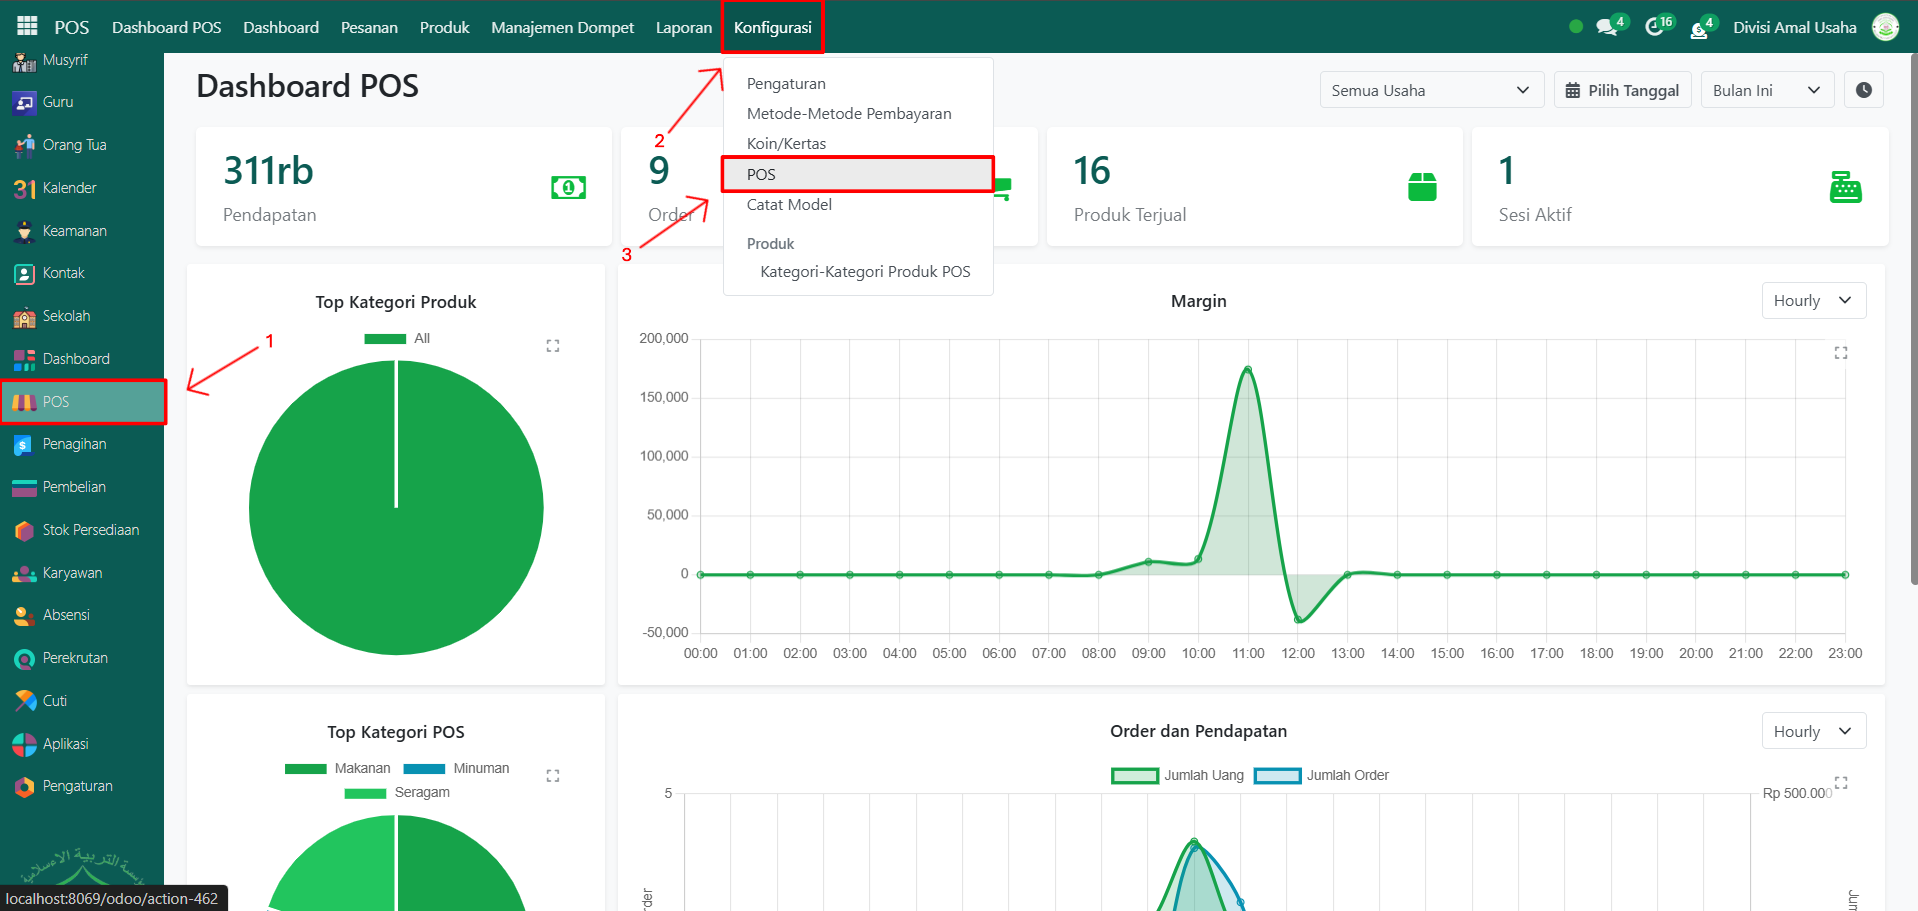 POS Dashboard POS Dashboard Pesanan Produk Manajemen Dompet Laporan Konfigurasi 4 16 4 Divisi Amal Usaha
Musyrif
Guru
Orang Tua
Kalender
Keamanan
Kontak
Sekolah
Dashboard
POS
Penagihan
Pembelian
Stok Persediaan
Karyawan
Absensi
Perekrutan
Cuti
Aplikasi
Pengaturan
localhost:8069/odoo/action-462
Dashboard POS
Semua Usaha Pilih Tanggal Bulan Ini
Pengaturan
Metode-Metode Pembayaran
Koin/Kertas
POS
Catat Model
Produk
Kategori-Kategori Produk POS
1
2
3
311rb
Pendapatan
9
Order
16
Produk Terjual
1
Sesi Aktif
Top Kategori Produk
All
Margin
Hourly
200,000
150,000
100,000
50,000
0
-50,000
00:00 01:00 02:00 03:00 04:00 05:00 06:00 07:00 08:00 09:00 10:00 11:00 12:00 13:00 14:00 15:00 16:00 17:00 18:00 19:00 20:00 21:00 22:00 23:00
Top Kategori POS
Makanan Minuman
Seragam
Order dan Pendapatan
Hourly
Jumlah Uang Jumlah Order
5
Rp 500.000